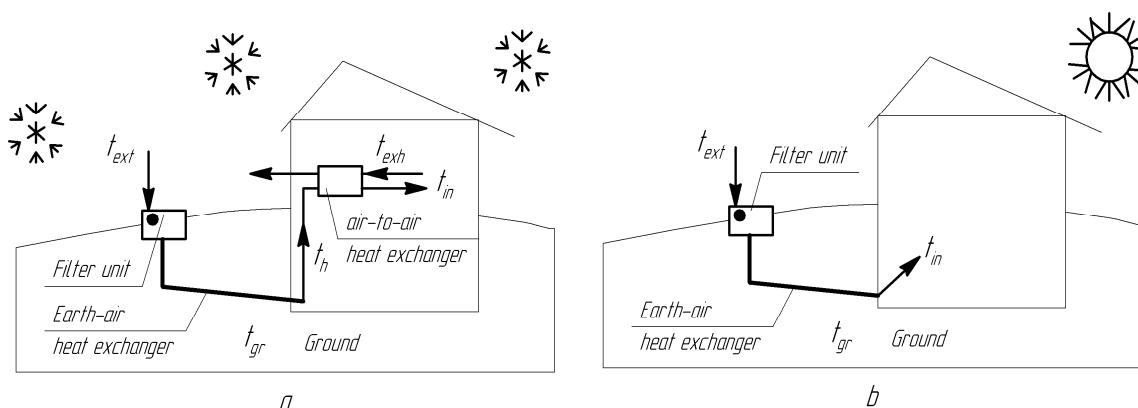 t_ext
t_exh
t_in
air-to-air
heat exchanger
t_h
Filter unit
Earth-air
heat exchanger
t_gr
Ground
a
t_ext
Filter unit
t_in
Earth-air
heat exchanger
t_gr
Ground
b